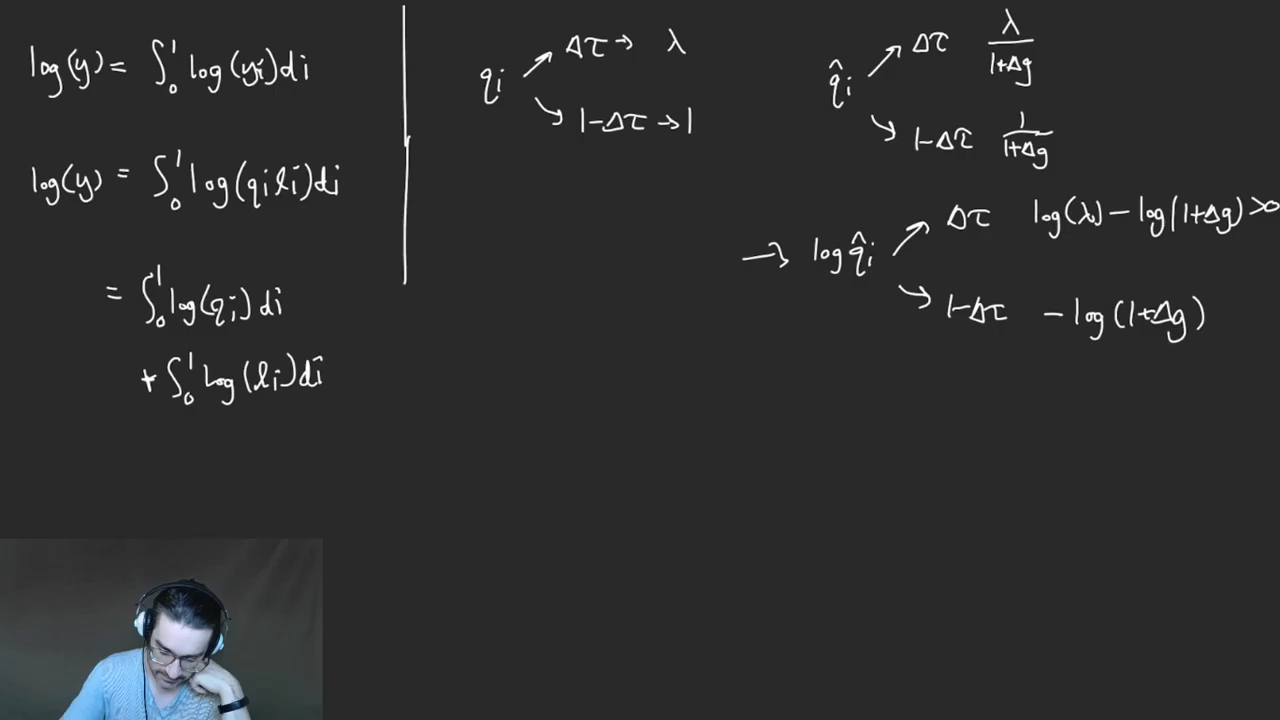 log(y) = ∫₀¹ log(yᵢ)di
log(y) = ∫₀¹ log(qᵢlᵢ)di
= ∫₀¹ log(qᵢ)di
+ ∫₀¹ log(lᵢ)di
qᵢ
Δτ → λ
1-Δτ → 1
q̂ᵢ
Δτ λ/(1+Δg)
1-Δτ 1/(1+Δg)
→ log q̂ᵢ
Δτ log(λ) - log(1+Δg) >0
1-Δτ - log(1+Δg)